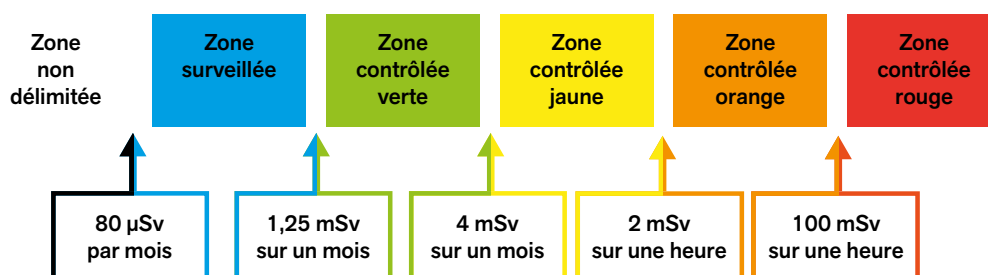 Zone
non
délimitée
Zone
surveillée
Zone
contrôlée
verte
Zone
contrôlée
jaune
Zone
contrôlée
orange
Zone
contrôlée
rouge
80 µSv
par mois
1,25 mSv
sur un mois
4 mSv
sur un mois
2 mSv
sur une heure
100 mSv
sur une heure